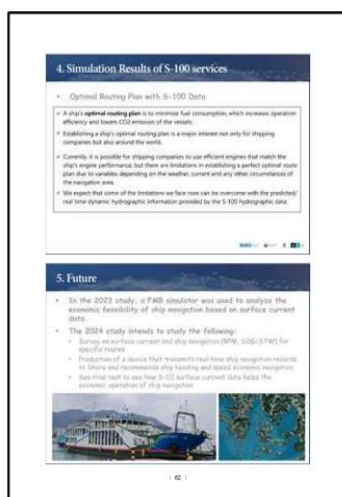 4. Simulation Results of S-100 services
• Optimal Routing Plan with S-100 Data
✓ A ship's optimal routing plan is to minimize fuel consumption, which increases operation
efficiency and lowers CO2 emission of the vessels.
✓ Establishing a ship's optimal route plan is a major interest not only for shipping
companies but also around the world.
✓ Currently, it is possible for shipping companies to use efficient engines that match the
ship's engine performance, but there are limitations in establishing a perfect optimal route
plan due to variables depending on the weather, current and any other circumstances of
the navigation area.
✓ We expect that some of the limitations we face now can be overcome with the predicted/
real time dynamic hydrographic information provided by the S-100 hydrographic data.
5. Future
• In the 2023 study, a FMB simulator was used to analyze the
economic feasibility of ship navigation based on surface current
data.
• The 2024 study intends to study the following:
• Survey on surface current and ship navigation (RPM, SOG/STW) for
specific routes
• Production of a device that transmits real time ship navigation records
to Shore and recommends ship heading and speed economic navigation
• Sea-trial test to see how S-111 surface current data helps the
economic operation of ship navigation
| 62 |